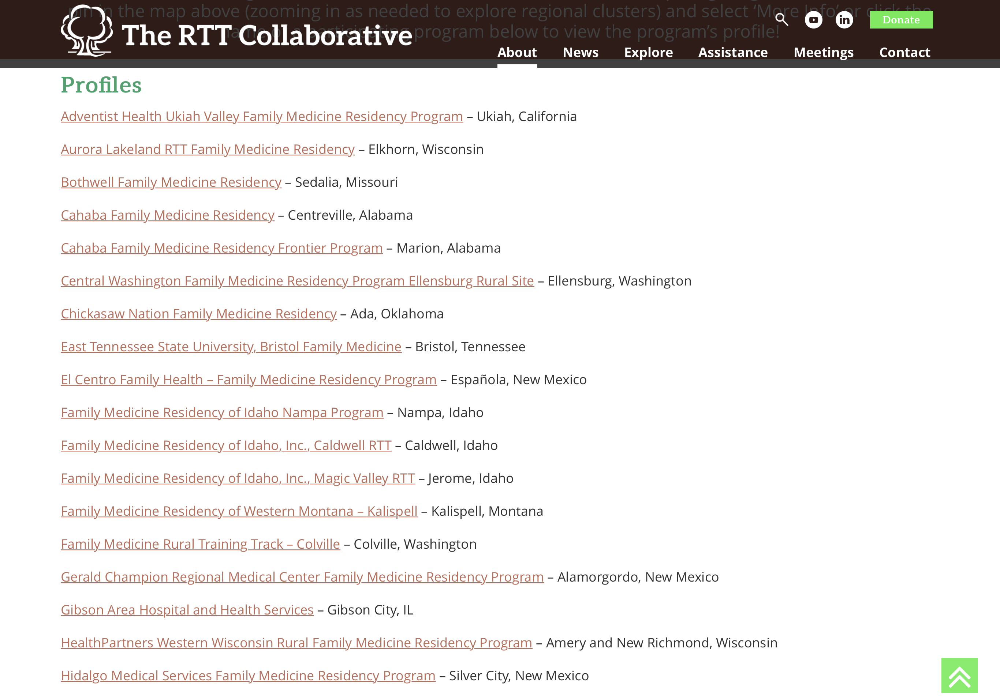 pin in the map above (zooming in as needed to explore regional clusters) and select ‘More Info’ or click the
name of a participating program below to view the program’s profile!
The RTT Collaborative
Donate
About News Explore Assistance Meetings Contact
Profiles
Adventist Health Ukiah Valley Family Medicine Residency Program – Ukiah, California
Aurora Lakeland RTT Family Medicine Residency – Elkhorn, Wisconsin
Bothwell Family Medicine Residency – Sedalia, Missouri
Cahaba Family Medicine Residency – Centreville, Alabama
Cahaba Family Medicine Residency Frontier Program – Marion, Alabama
Central Washington Family Medicine Residency Program Ellensburg Rural Site – Ellensburg, Washington
Chickasaw Nation Family Medicine Residency – Ada, Oklahoma
East Tennessee State University, Bristol Family Medicine – Bristol, Tennessee
El Centro Family Health – Family Medicine Residency Program – Española, New Mexico
Family Medicine Residency of Idaho Nampa Program – Nampa, Idaho
Family Medicine Residency of Idaho, Inc., Caldwell RTT – Caldwell, Idaho
Family Medicine Residency of Idaho, Inc., Magic Valley RTT – Jerome, Idaho
Family Medicine Residency of Western Montana – Kalispell – Kalispell, Montana
Family Medicine Rural Training Track – Colville – Colville, Washington
Gerald Champion Regional Medical Center Family Medicine Residency Program – Alamorgordo, New Mexico
Gibson Area Hospital and Health Services – Gibson City, IL
HealthPartners Western Wisconsin Rural Family Medicine Residency Program – Amery and New Richmond, Wisconsin
Hidalgo Medical Services Family Medicine Residency Program – Silver City, New Mexico